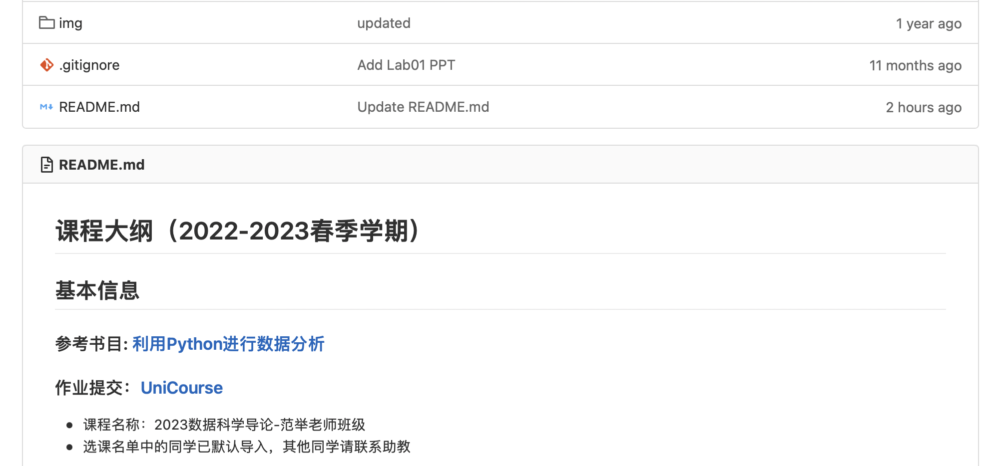 img updated 1 year ago
.gitignore Add Lab01 PPT 11 months ago
README.md Update README.md 2 hours ago
README.md
课程大纲（2022-2023春季学期）
基本信息
参考书目: 利用Python进行数据分析
作业提交： UniCourse
课程名称：2023数据科学导论-范举老师班级
选课名单中的同学已默认导入，其他同学请联系助教